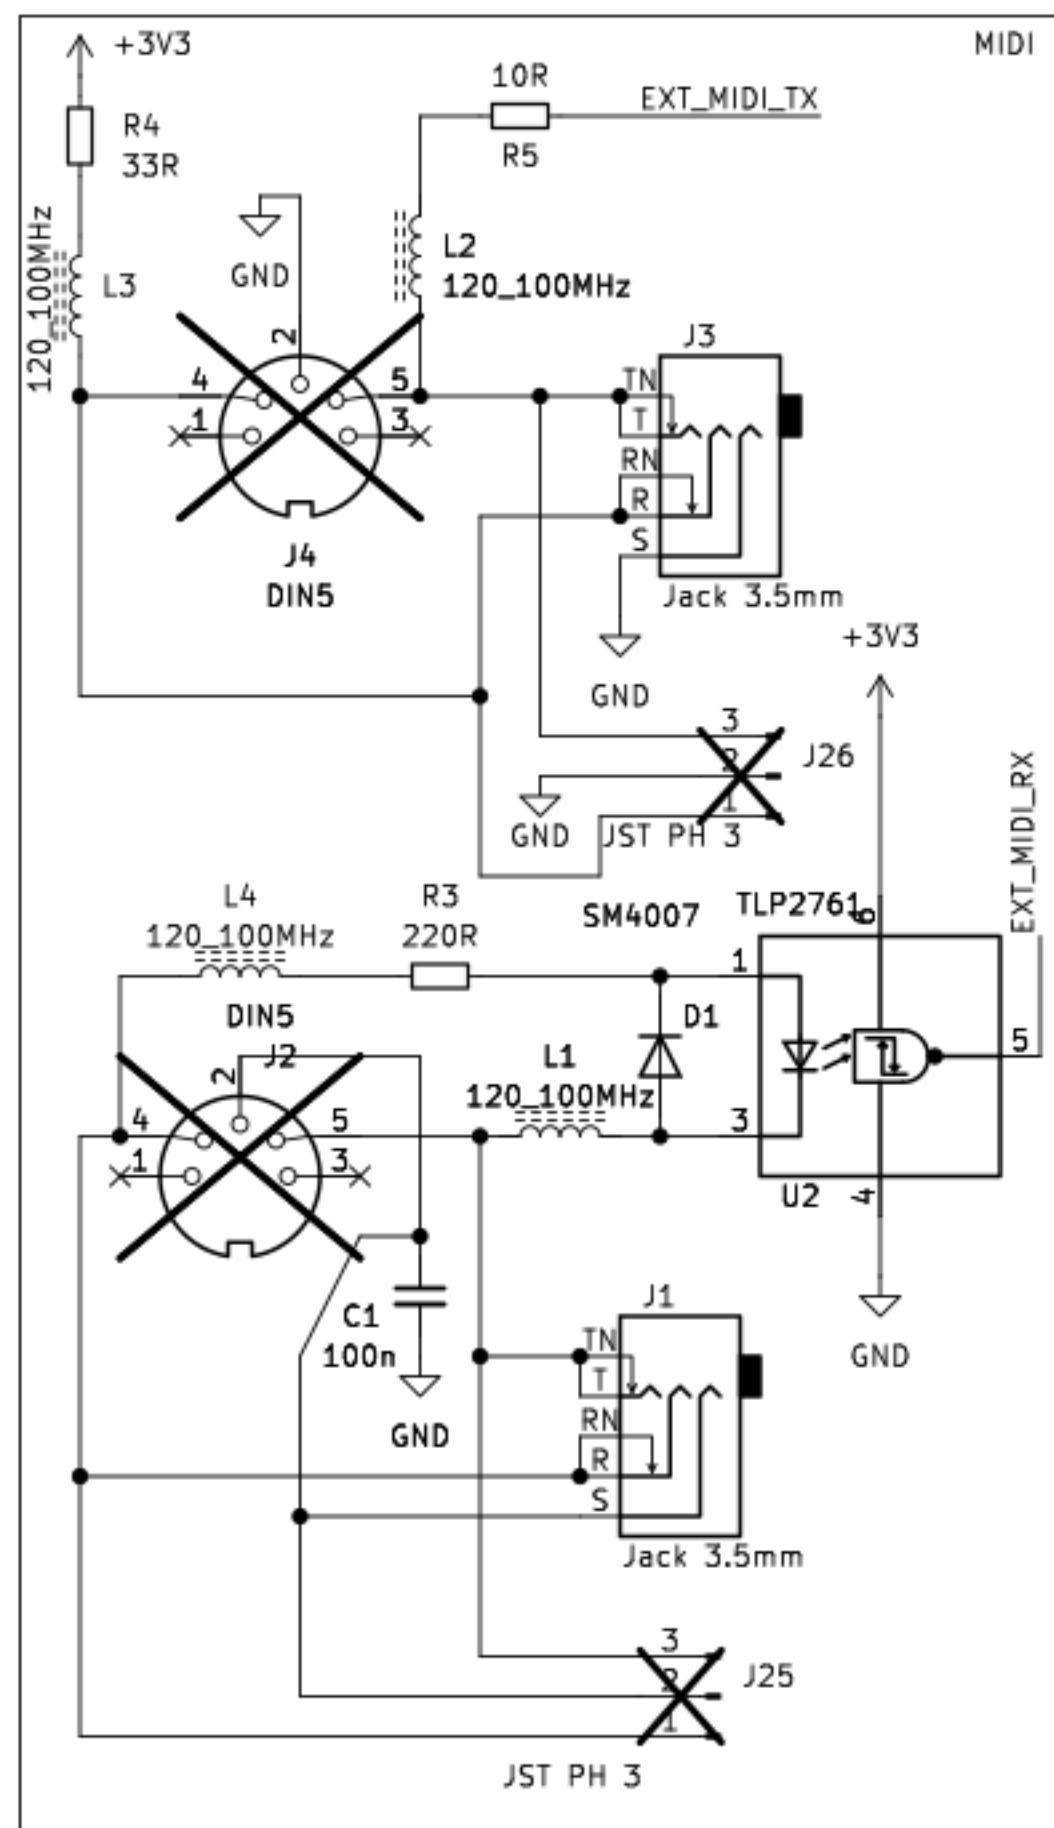 +3V3
MIDI
R4
33R
10R
R5
EXT_MIDI_TX
120_100MHz
L3
GND
L2
120_100MHz
2
4
5
1
3
J4
DIN5
J3
TN
T
RN
R
S
Jack 3.5mm
GND
+3V3
3
2
1
J26
GND
JST PH 3
EXT_MIDI_RX
L4
120_100MHz
R3
220R
SM4007
TLP2761
6
1
DIN5
J2
D1
L1
120_100MHz
5
2
4
5
3
1
3
U2
4
C1
100n
GND
J1
TN
T
RN
R
S
Jack 3.5mm
GND
3
2
1
J25
JST PH 3